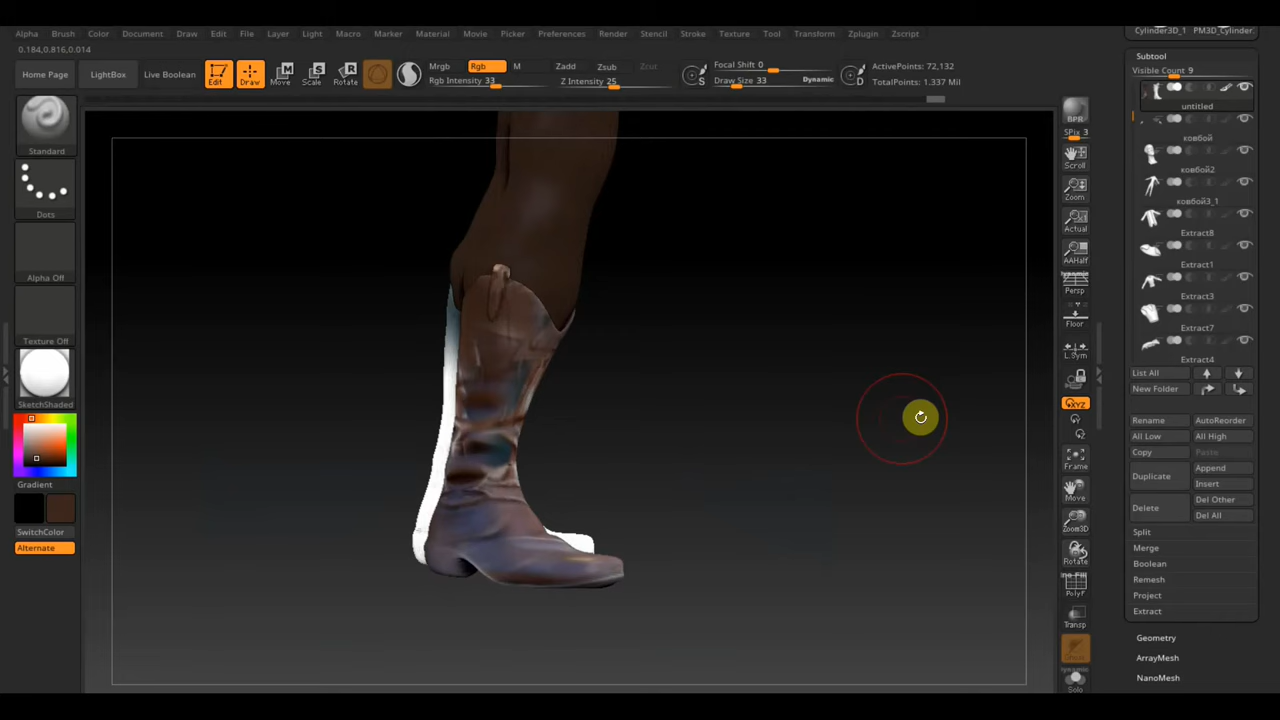 Alpha Brush Color Document Draw Edit File Layer Light Macro Marker Material Movie Picker Preferences Render Stencil Stroke Texture Tool Transform Zplugin Zscript
0.184,0.816,0.014
Home Page LightBox Live Boolean Edit Draw Move Scale Rotate
Mrgb Rgb M Zadd Zsub Zcut
Rgb Intensity 33 Z Intensity 25
Focal Shift 0
Draw Size 33 Dynamic
ActivePoints: 72,132
TotalPoints: 1.337 Mil
Standard
Dots
Alpha Off
Texture Off
SketchShaded
Gradient
SwitchColor
Alternate
BPR
SPix 3
Scroll
Zoom
Actual
AAHalf
Dynamic
Persp
Floor
L.Sym
XYZ
Y
Z
Frame
Move
Zoom3D
Rotate
Line Fill
PolyF
Transp
Dynamic
Solo
Cylinder3D_1 PM3D_Cylinder.
Subtool
Visible Count 9
untitled
ковбой
ковбой2
ковбой3_1
Extract8
Extract1
Extract3
Extract7
Extract4
List All
New Folder
Rename AutoReorder
All Low All High
Copy Paste
Duplicate Append
Insert
Delete Del Other
Del All
Split
Merge
Boolean
Remesh
Project
Extract
Geometry
ArrayMesh
NanoMesh